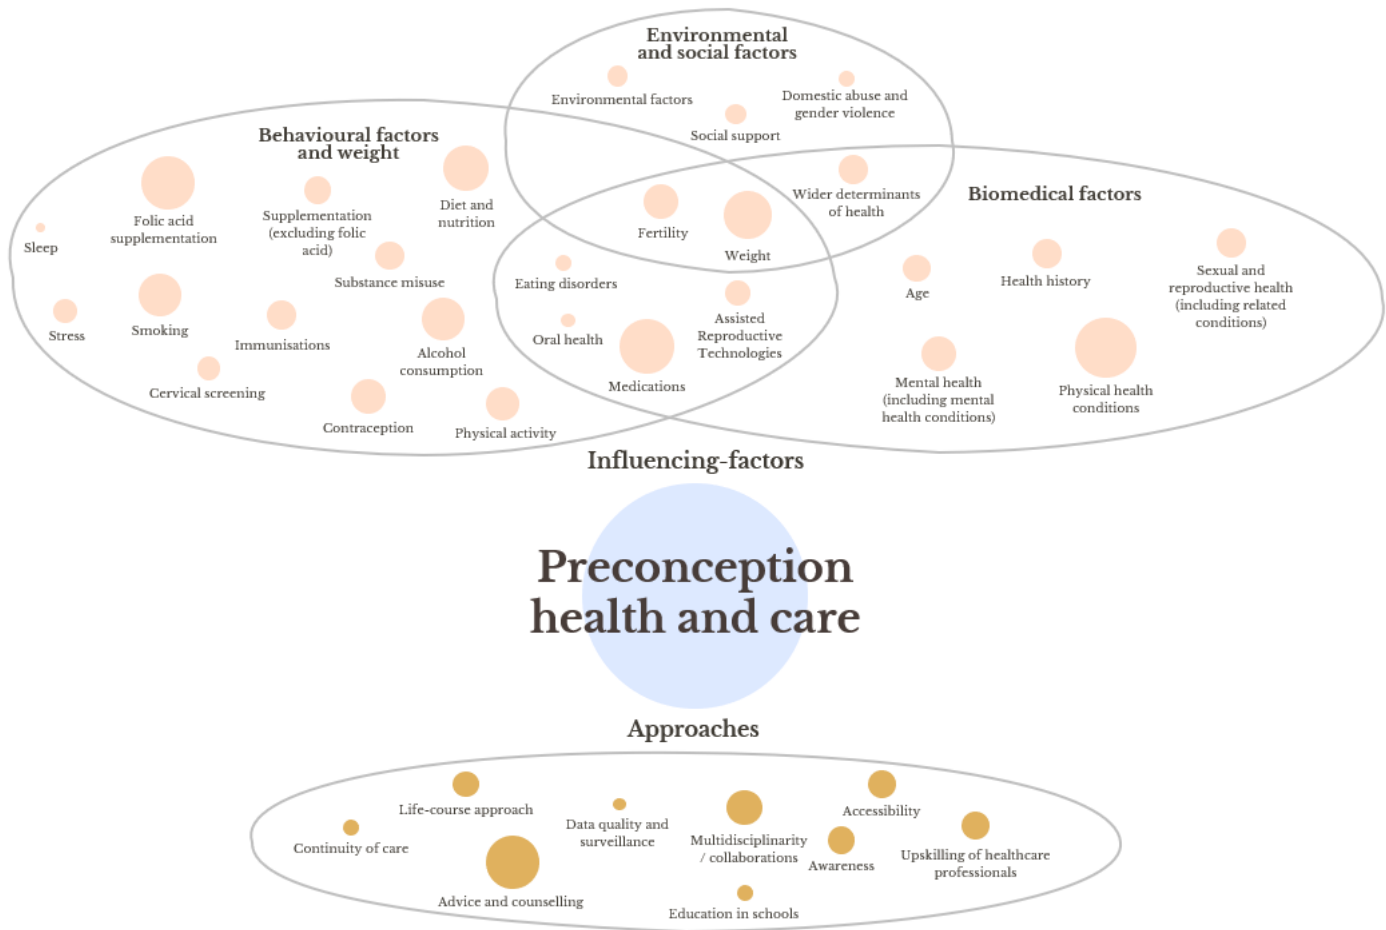 Environmental
and social factors
Environmental factors
Domestic abuse and
gender violence
Social support
Behavioural factors
and weight
Folic acid
supplementation
Supplementation
(excluding folic
acid)
Diet and
nutrition
Sleep
Substance misuse
Stress
Smoking
Immunisations
Alcohol
consumption
Cervical screening
Contraception
Physical activity
Fertility
Weight
Wider determinants
of health
Eating disorders
Oral health
Assisted
Reproductive
Technologies
Medications
Biomedical factors
Age
Health history
Sexual and
reproductive health
(including related
conditions)
Mental health
(including mental
health conditions)
Physical health
conditions
Influencing-factors
Preconception
health and care
Approaches
Life-course approach
Continuity of care
Data quality and
surveillance
Multidisciplinarity
/ collaborations
Accessibility
Awareness
Upskilling of healthcare
professionals
Advice and counselling
Education in schools